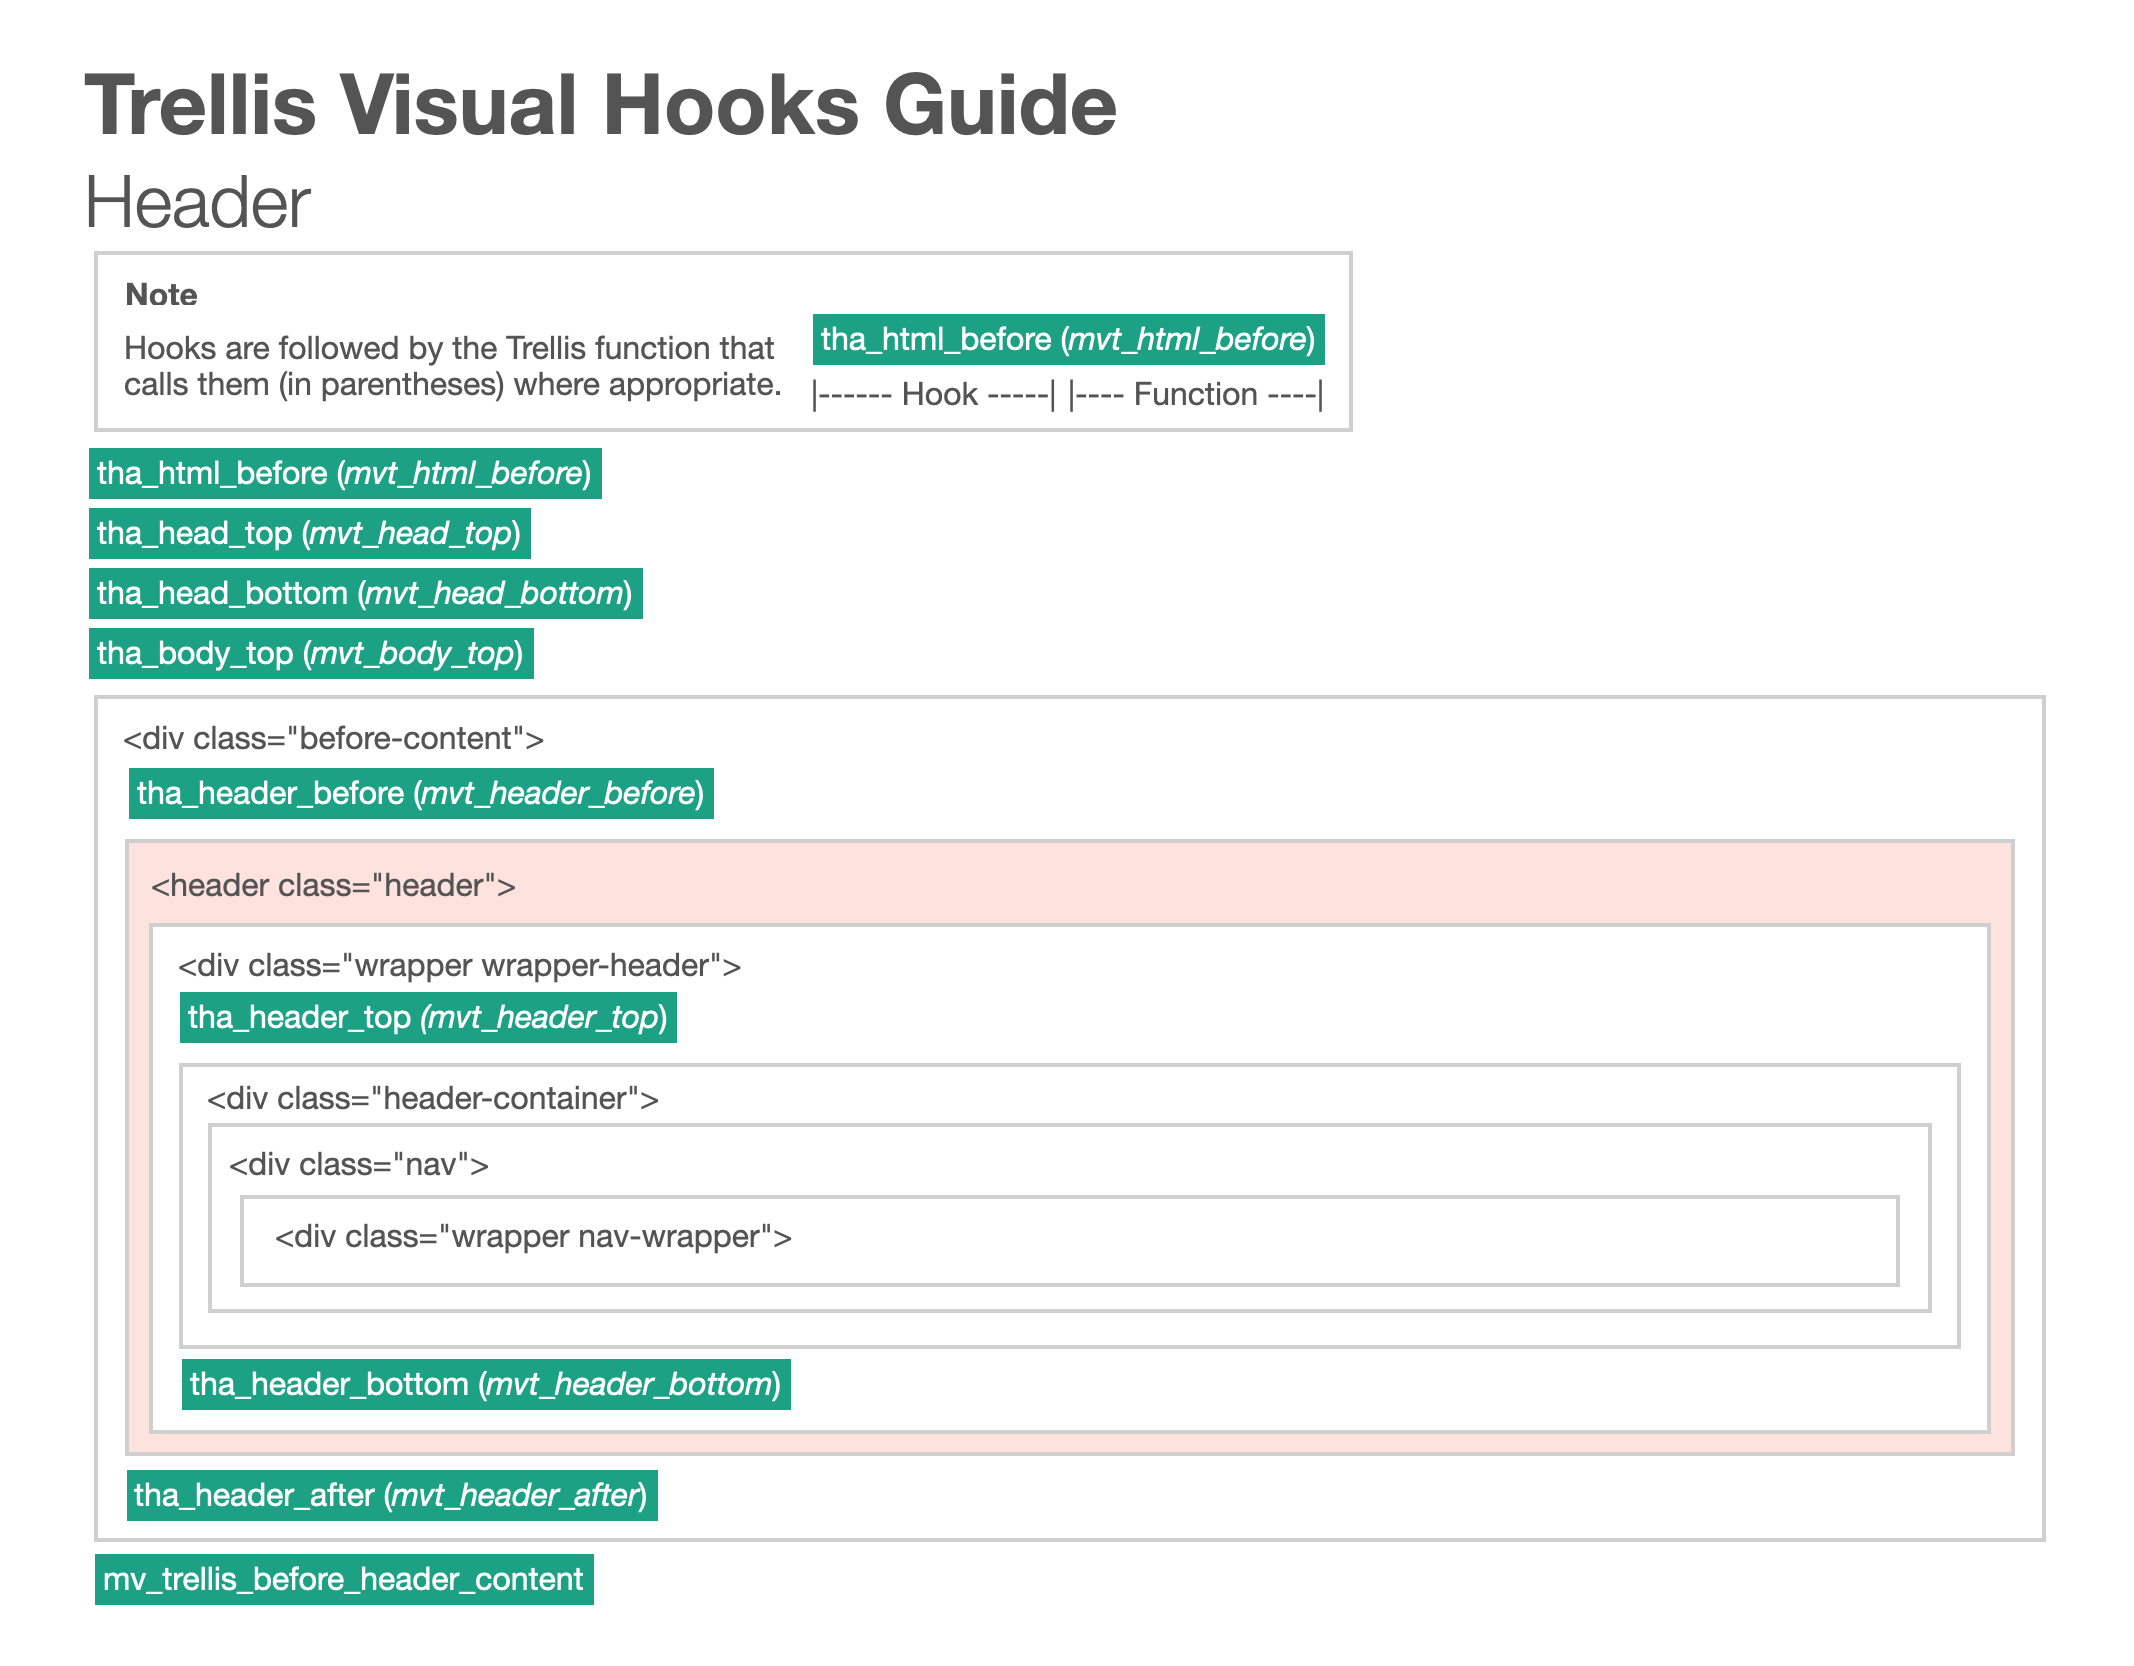 Trellis Visual Hooks Guide
Header
Note
Hooks are followed by the Trellis function that
calls them (in parentheses) where appropriate.
tha_html_before (mvt_html_before)
|------ Hook -----| |---- Function ----|
tha_html_before (mvt_html_before)
tha_head_top (mvt_head_top)
tha_head_bottom (mvt_head_bottom)
tha_body_top (mvt_body_top)
<div class="before-content">
tha_header_before (mvt_header_before)
<header class="header">
<div class="wrapper wrapper-header">
tha_header_top (mvt_header_top)
<div class="header-container">
<div class="nav">
<div class="wrapper nav-wrapper">
tha_header_bottom (mvt_header_bottom)
tha_header_after (mvt_header_after)
mv_trellis_before_header_content